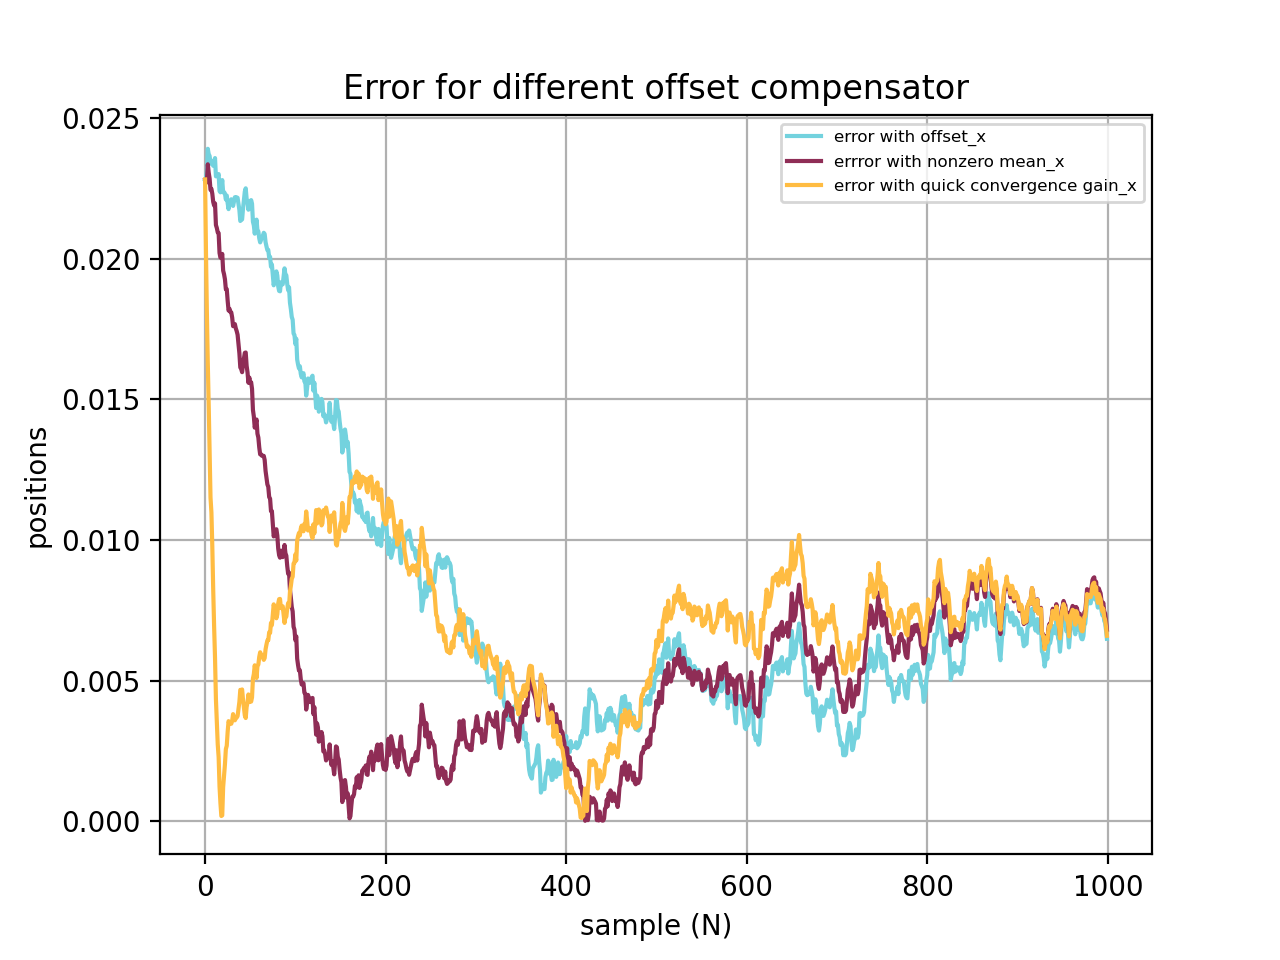 Error for different offset compensator
error with offset_x
errror with nonzero mean_x
error with quick convergence gain_x
positions
0.025
0.020
0.015
0.010
0.005
0.000
0 200 400 600 800 1000
sample (N)